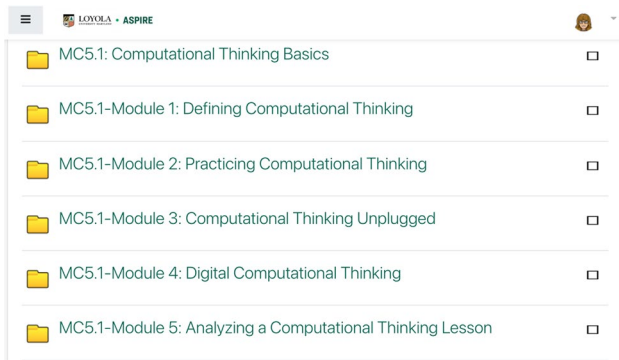 LOYOLA • ASPIRE
UNIVERSITY MARYLAND
MC5.1: Computational Thinking Basics
MC5.1-Module 1: Defining Computational Thinking
MC5.1-Module 2: Practicing Computational Thinking
MC5.1-Module 3: Computational Thinking Unplugged
MC5.1-Module 4: Digital Computational Thinking
MC5.1-Module 5: Analyzing a Computational Thinking Lesson